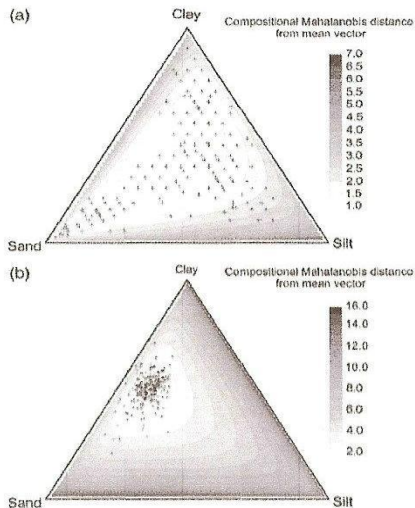 (a)
Clay
Compositional Mahalanobis distance
from mean vector
7.0
6.5
6.0
5.5
5.0
4.5
4.0
3.5
3.0
2.5
2.0
1.5
1.0
Sand
Silt
(b)
Clay
Compositional Mahalanobis distance
from mean vector
16.0
14.0
12.0
10.0
8.0
6.0
4.0
2.0
Sand
Silt